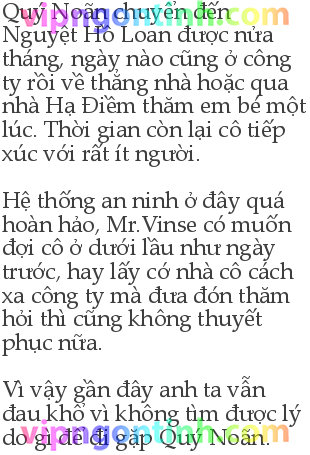 Quý Noãn chuyển đến
Nguyệt Hồ Loan được nửa
tháng, ngày nào cũng ở công
ty rồi về thẳng nhà hoặc qua
nhà Hạ Điềm thăm em bé một
lúc. Thời gian còn lại cô tiếp
xúc với rất ít người.
Hệ thống an ninh ở đây quá
hoàn hảo, Mr.Vinse có muốn
đợi cô ở dưới lầu như ngày
trước, hay lấy cớ nhà cô cách
xa công ty mà đưa đón thăm
hỏi thì cũng không thuyết
phục nữa.
Vì vậy gần đây anh ta vẫn
đau khổ vì không tìm được lý
do gì để đi gặp Quý Noãn.
vipngontinh.com
vipngontinh.com